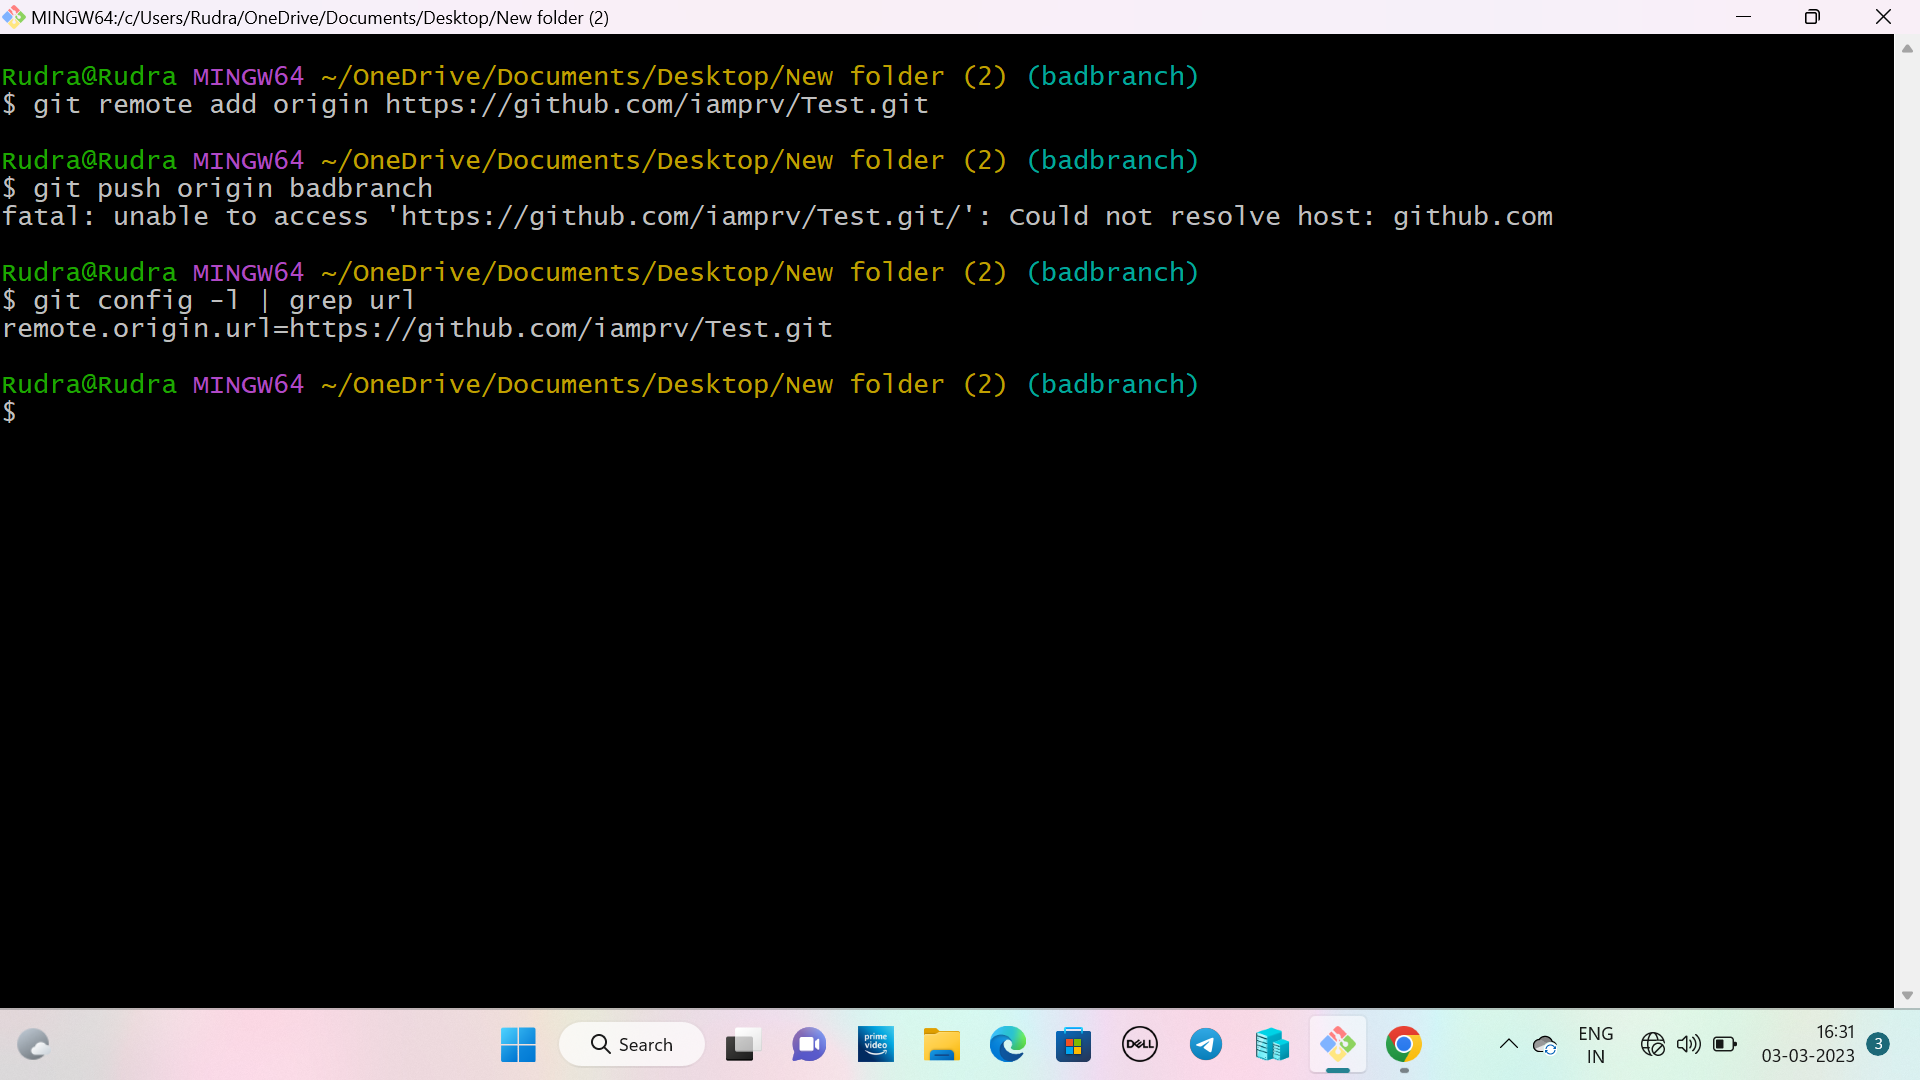 MINGW64:/c/Users/Rudra/OneDrive/Documents/Desktop/New folder (2)
Rudra@Rudra MINGW64 ~/OneDrive/Documents/Desktop/New folder (2) (badbranch)
$ git remote add origin https://github.com/iamprv/Test.git
Rudra@Rudra MINGW64 ~/OneDrive/Documents/Desktop/New folder (2) (badbranch)
$ git push origin badbranch
fatal: unable to access 'https://github.com/iamprv/Test.git/': Could not resolve host: github.com
Rudra@Rudra MINGW64 ~/OneDrive/Documents/Desktop/New folder (2) (badbranch)
$ git config -l | grep url
remote.origin.url=https://github.com/iamprv/Test.git
Rudra@Rudra MINGW64 ~/OneDrive/Documents/Desktop/New folder (2) (badbranch)
$
Search
prime video
DELL
ENG
IN
16:31
03-03-2023
3